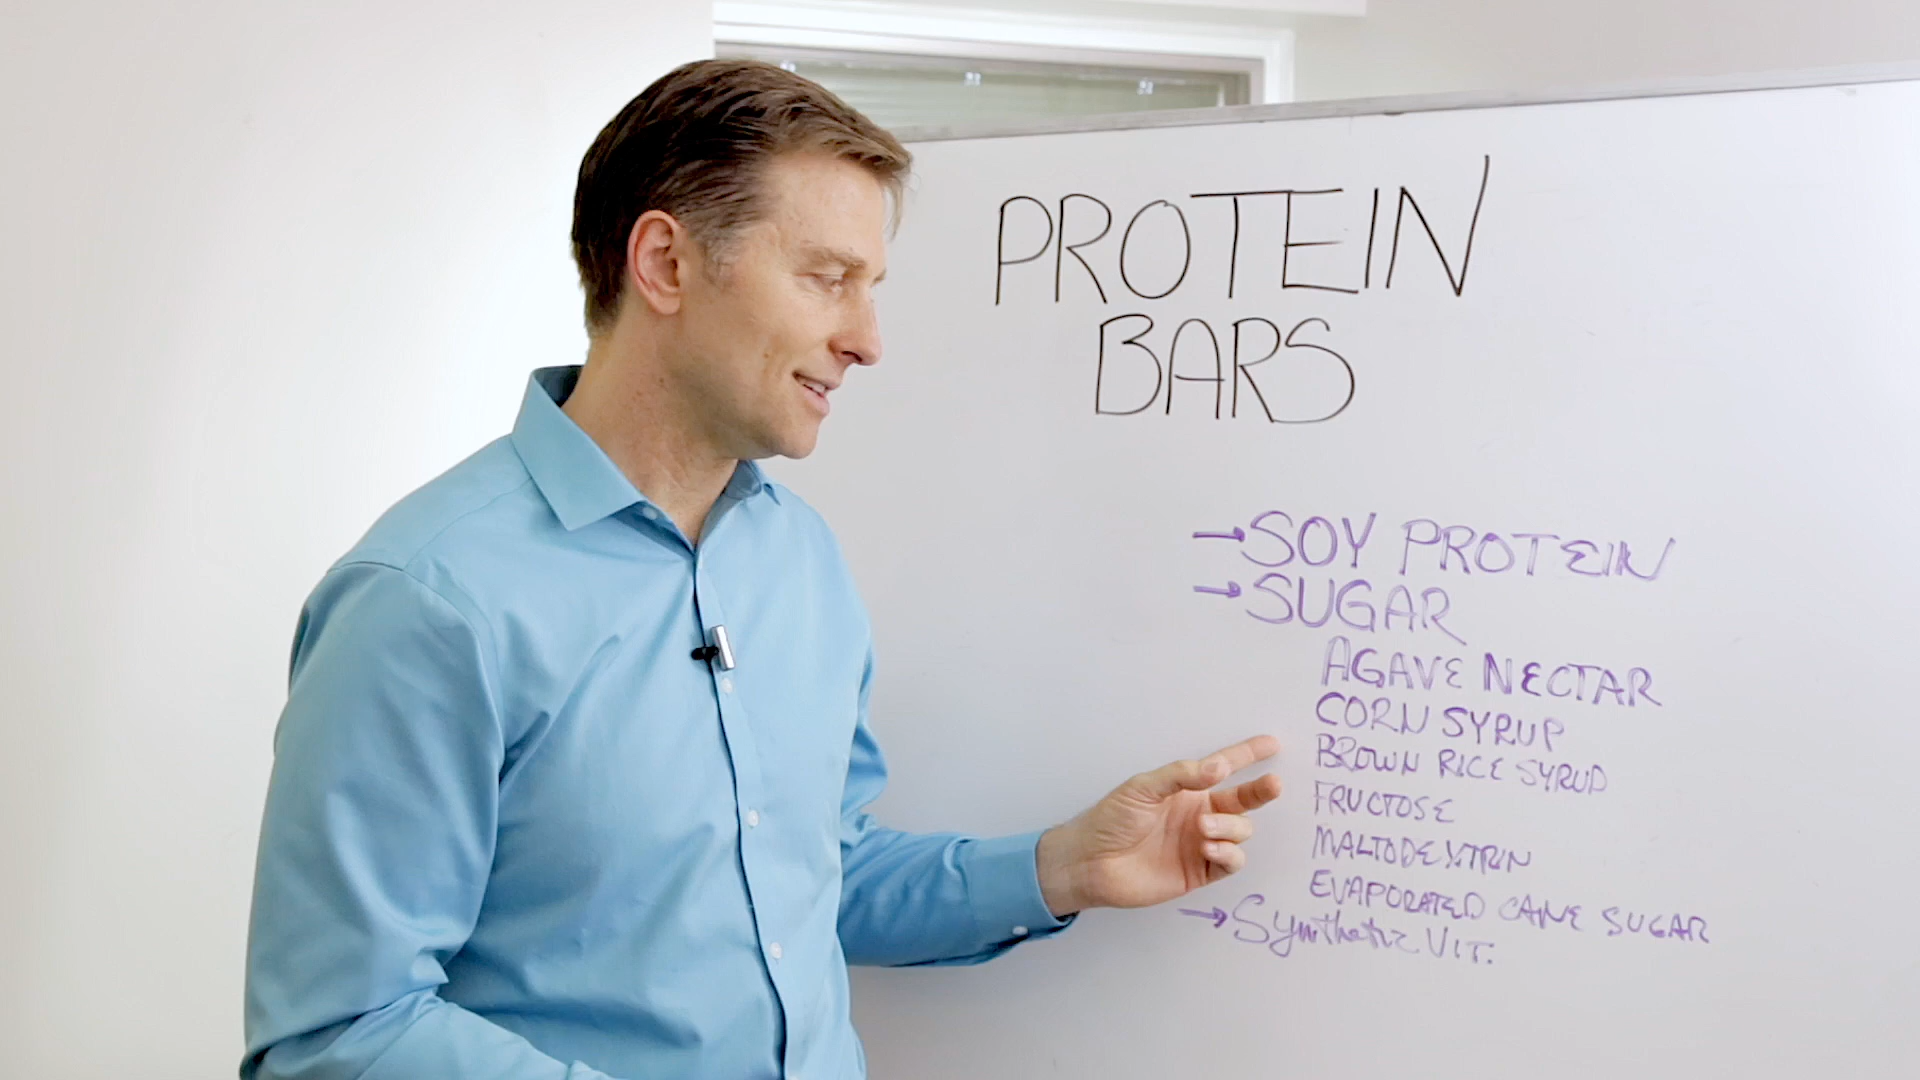 PROTEIN
BARS
→ SOY PROTEIN
→ SUGAR
AGAVE NECTAR
CORN SYRUP
BROWN RICE SYRUP
FRUCTOSE
MALTODEXTRIN
EVAPORATED CANE SUGAR
→ Synthetic VIT.